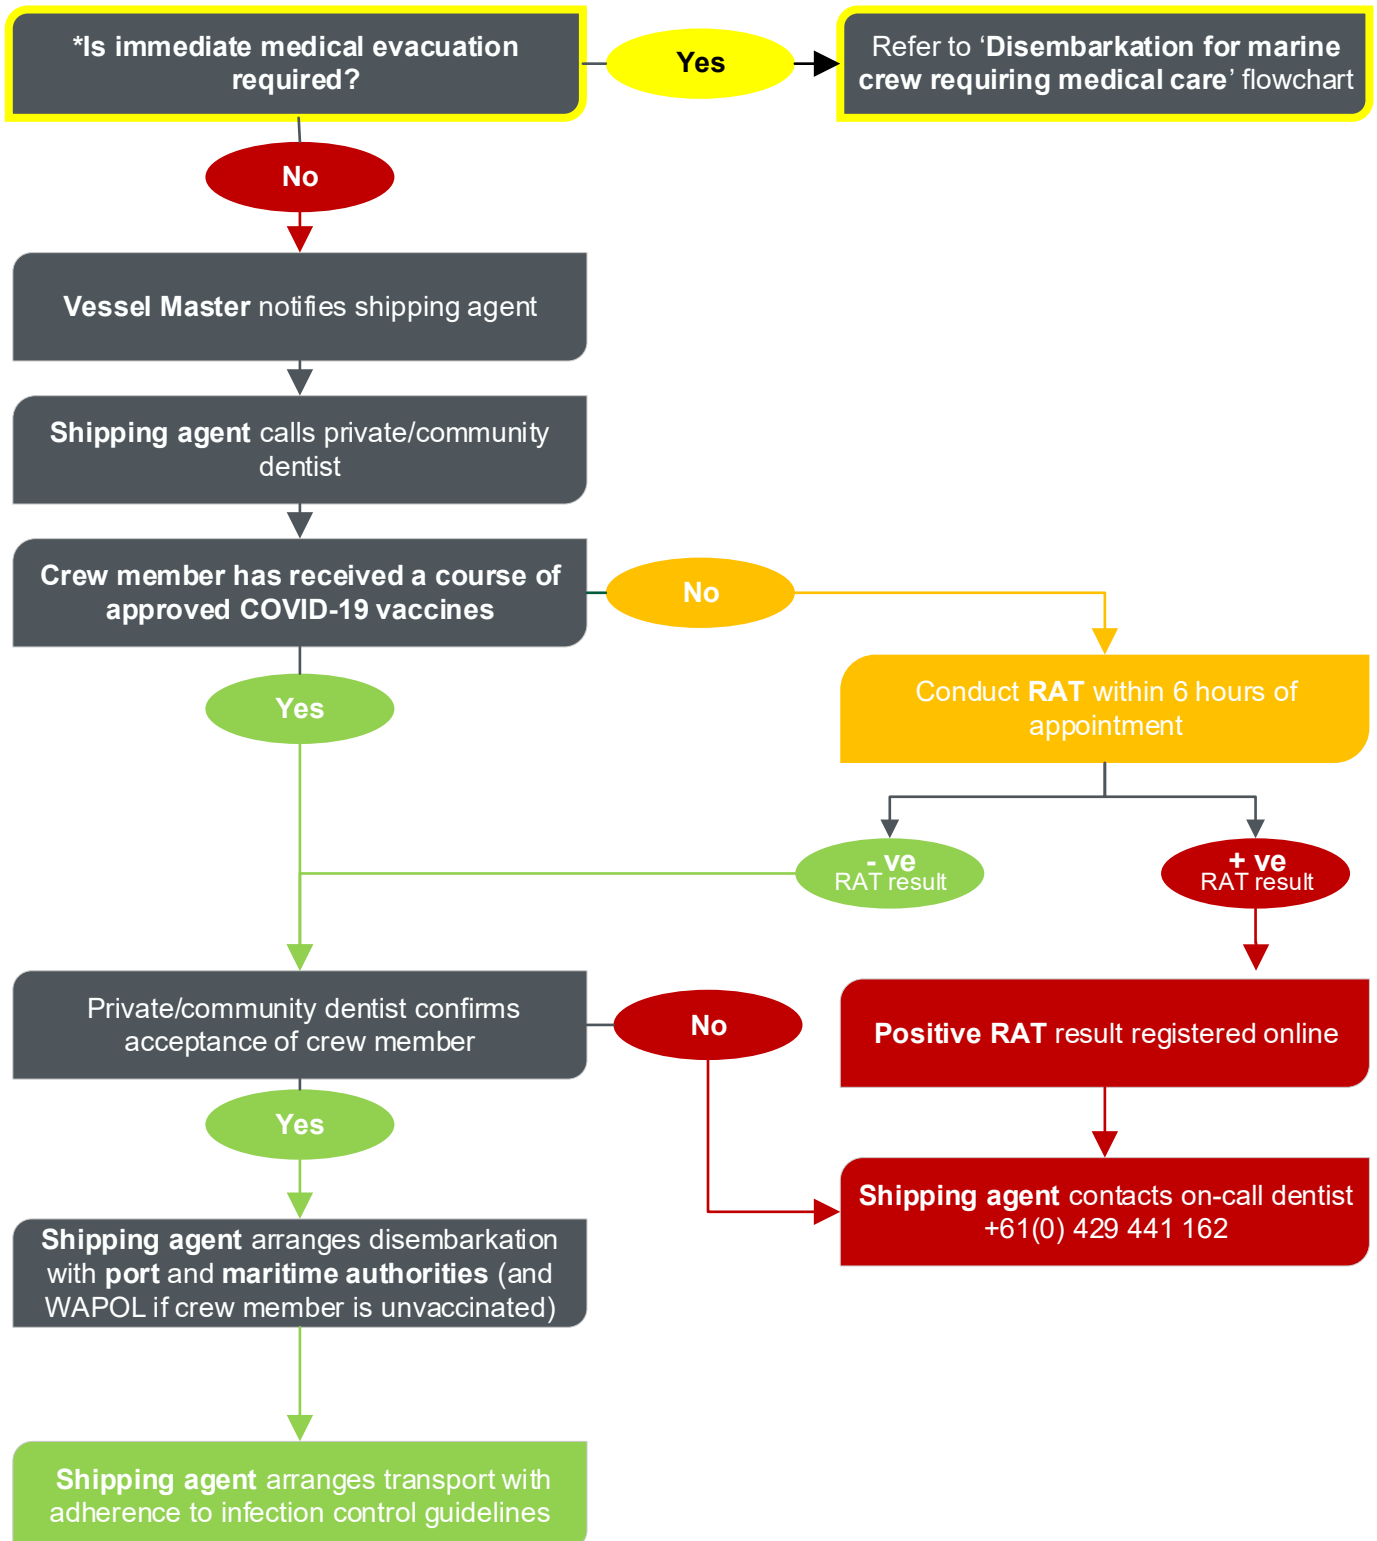 *Is immediate medical evacuation
required?
Yes
Refer to ‘Disembarkation for marine
crew requiring medical care’ flowchart
No
Vessel Master notifies shipping agent
Shipping agent calls private/community
dentist
Crew member has received a course of
approved COVID-19 vaccines
No
Yes
Conduct RAT within 6 hours of
appointment
- ve
RAT result
+ ve
RAT result
Private/community dentist confirms
acceptance of crew member
No
Positive RAT result registered online
Yes
Shipping agent contacts on-call dentist
+61(0) 429 441 162
Shipping agent arranges disembarkation
with port and maritime authorities (and
WAPOL if crew member is unvaccinated)
Shipping agent arranges transport with
adherence to infection control guidelines